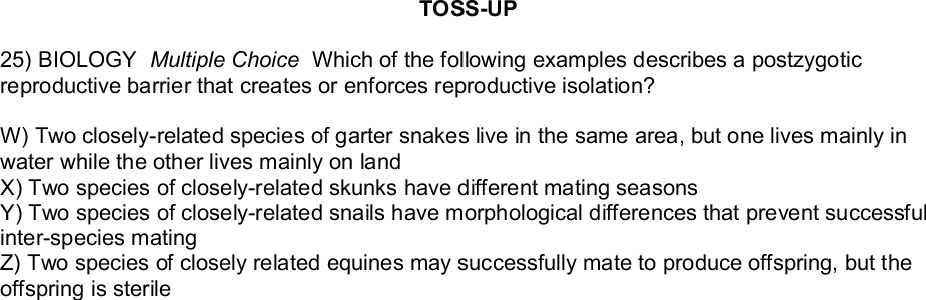 TOSS-UP
25) BIOLOGY Multiple Choice Which of the following examples describes a postzygotic
reproductive barrier that creates or enforces reproductive isolation?
W) Two closely-related species of garter snakes live in the same area, but one lives mainly in
water while the other lives mainly on land
X) Two species of closely-related skunks have different mating seasons
Y) Two species of closely-related snails have morphological differences that prevent successful
inter-species mating
Z) Two species of closely related equines may successfully mate to produce offspring, but the
offspring is sterile